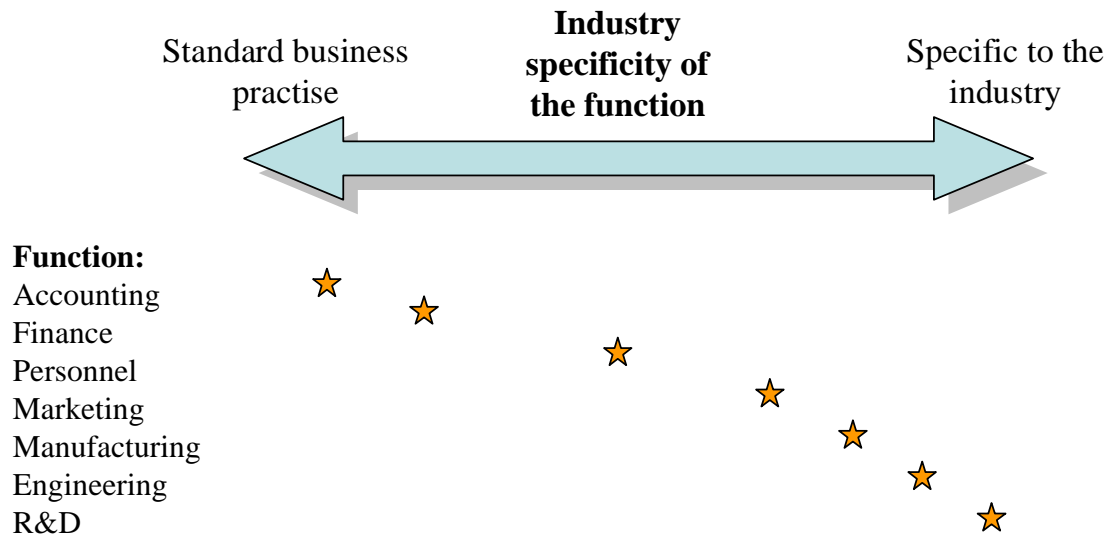 Standard business
practise
Industry
specificity of
the function
Specific to the
industry
Function:
Accounting
Finance
Personnel
Marketing
Manufacturing
Engineering
R&D